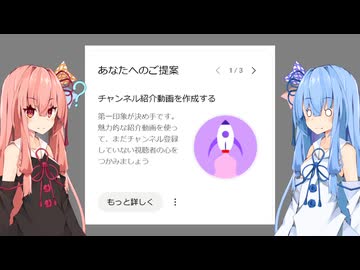 あなたへのご提案
1 / 3
チャンネル紹介動画を作成する
第一印象が決め手です。
魅力的な紹介動画を使っ
て、まだチャンネル登録
していない視聴者の心を
つかみましょう
もっと詳しく
?